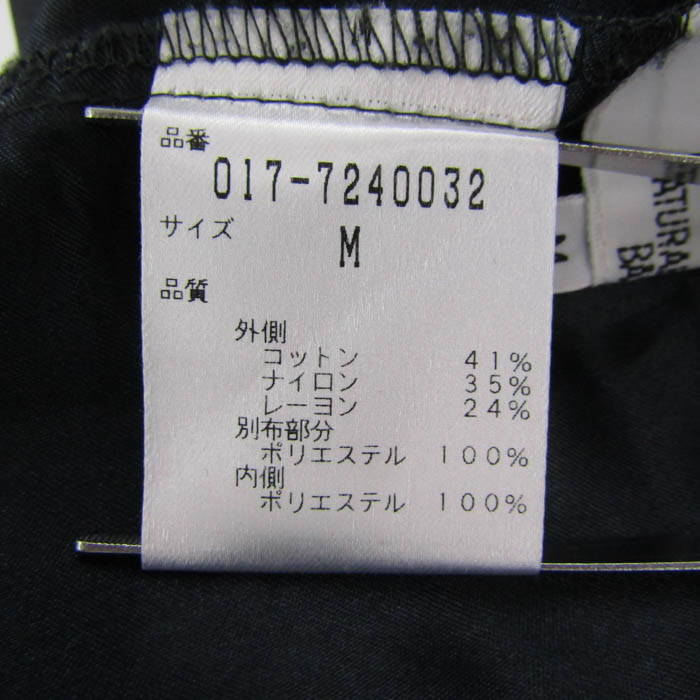 品番
017-7240032
サイズ
M
品質
外側
コットン 41%
ナイロン 35%
レーヨン 24%
別布部分
ポリエステル 100%
内側
ポリエステル 100%